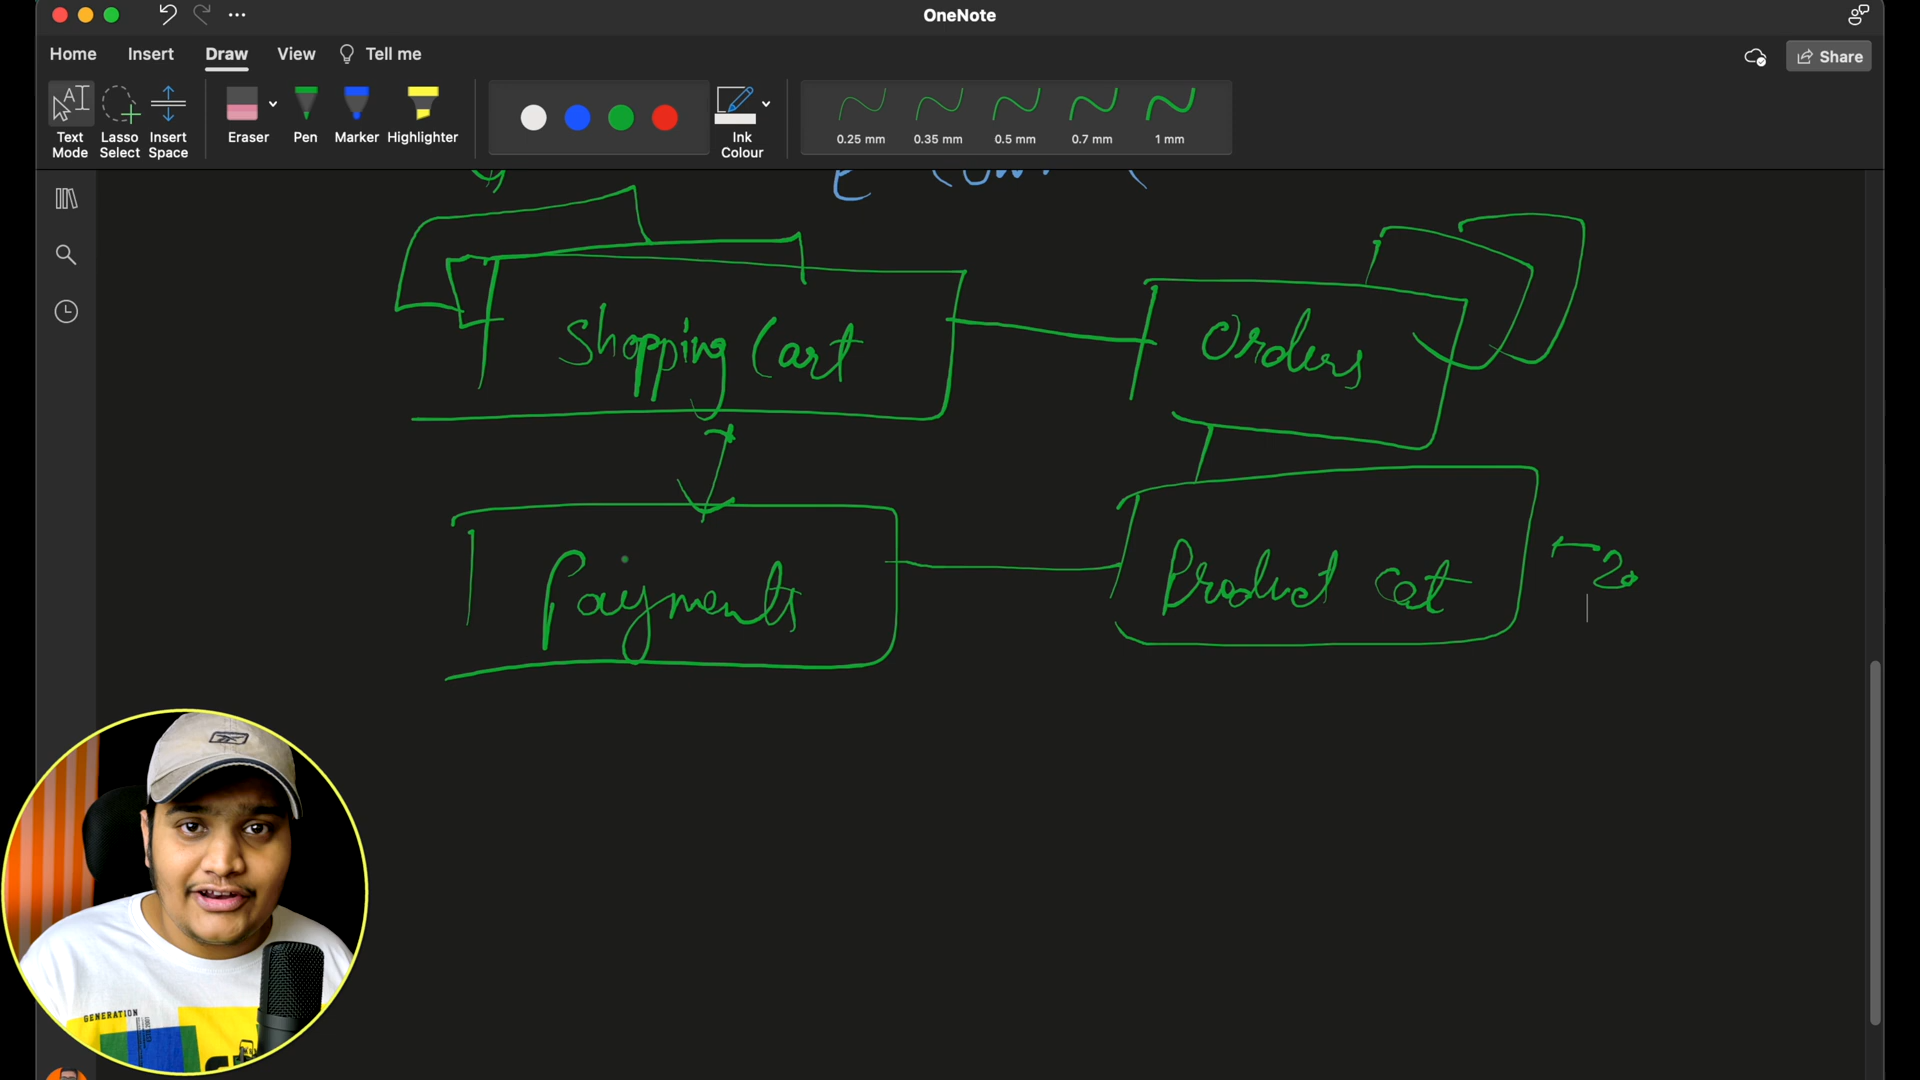 OneNote
Home Insert Draw View Tell me
Share
Text Mode
Lasso Select
Insert Space
Eraser
Pen
Marker
Highlighter
Ink Colour
0.25 mm
0.35 mm
0.5 mm
0.7 mm
1 mm
Shopping Cart
Orders
Payments
Product cat
GENERATION